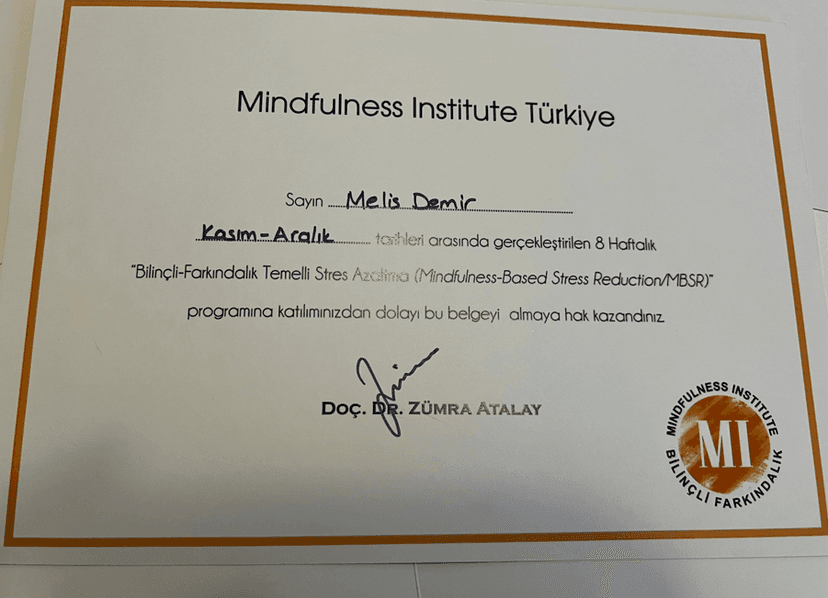 Mindfulness Institute Türkiye
Sayın ..... Melis Demir
Kasım-Aralık ..... tarihleri arasında gerçekleştirilen 8 Haftalık
"Bilinçli-Farkındalık Temelli Stres Azaltma (Mindfulness-Based Stress Reduction/MBSR)"
programına katılımınızdan dolayı bu belgeyi almaya hak kazandınız.
Doç. Dr. Zümra Atalay
MINDFULNESS INSTITUTE
MI
BİLİNÇLİ FARKINDALIK